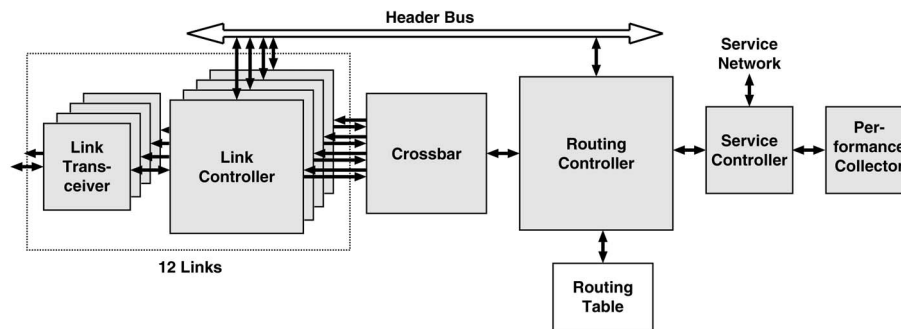 Header Bus
Service
Network
Link
Trans-
ceiver
Link
Controller
Crossbar
Routing
Controller
Service
Controller
Per-
formance
Collector
12 Links
Routing
Table